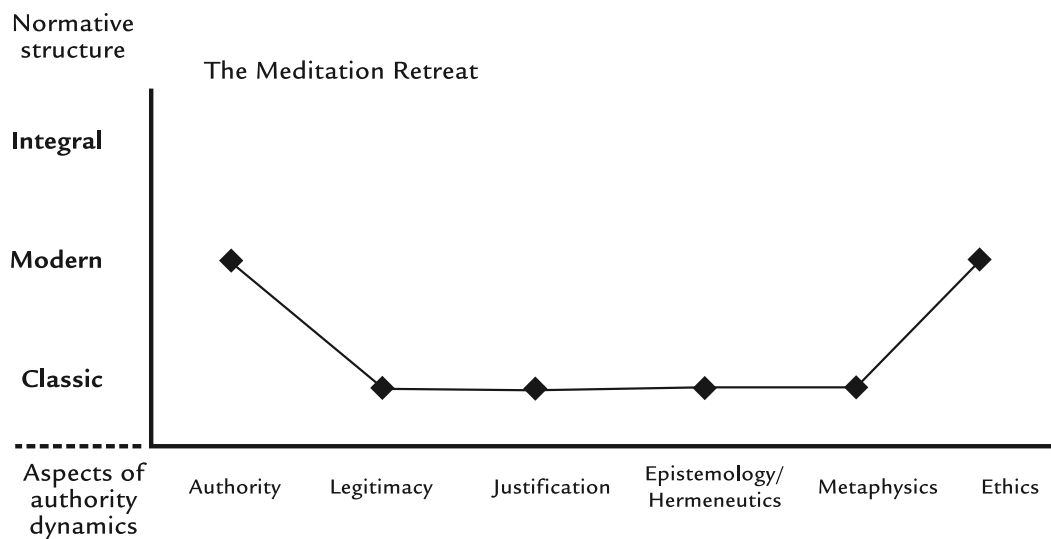 Normative
structure
The Meditation Retreat
Integral
Modern
Classic
Aspects of
authority
dynamics
Authority
Legitimacy
Justification
Epistemology/
Hermeneutics
Metaphysics
Ethics